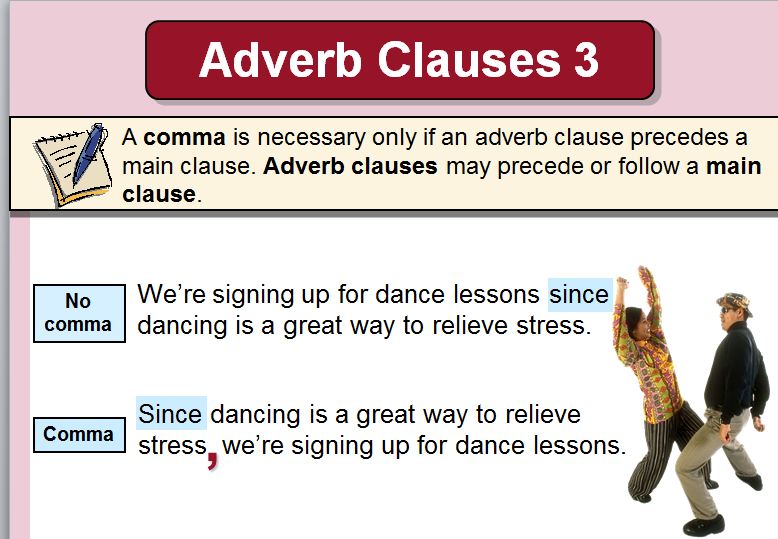 Adverb Clauses 3
A comma is necessary only if an adverb clause precedes a
main clause. Adverb clauses may precede or follow a main
clause.
No
comma
We’re signing up for dance lessons since
dancing is a great way to relieve stress.
Comma
Since dancing is a great way to relieve
stress, we’re signing up for dance lessons.